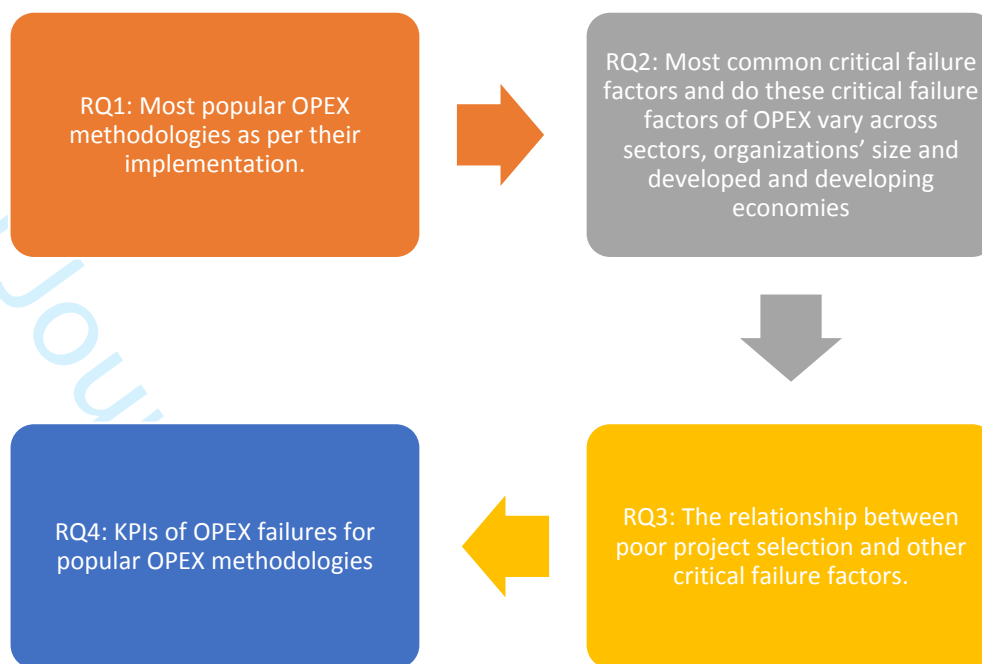 RQ1: Most popular OPEX
methodologies as per their
implementation.
RQ2: Most common critical failure
factors and do these critical failure
factors of OPEX vary across
sectors, organizations’ size and
developed and developing
economies
RQ3: The relationship between
poor project selection and other
critical failure factors.
RQ4: KPIs of OPEX failures for
popular OPEX methodologies